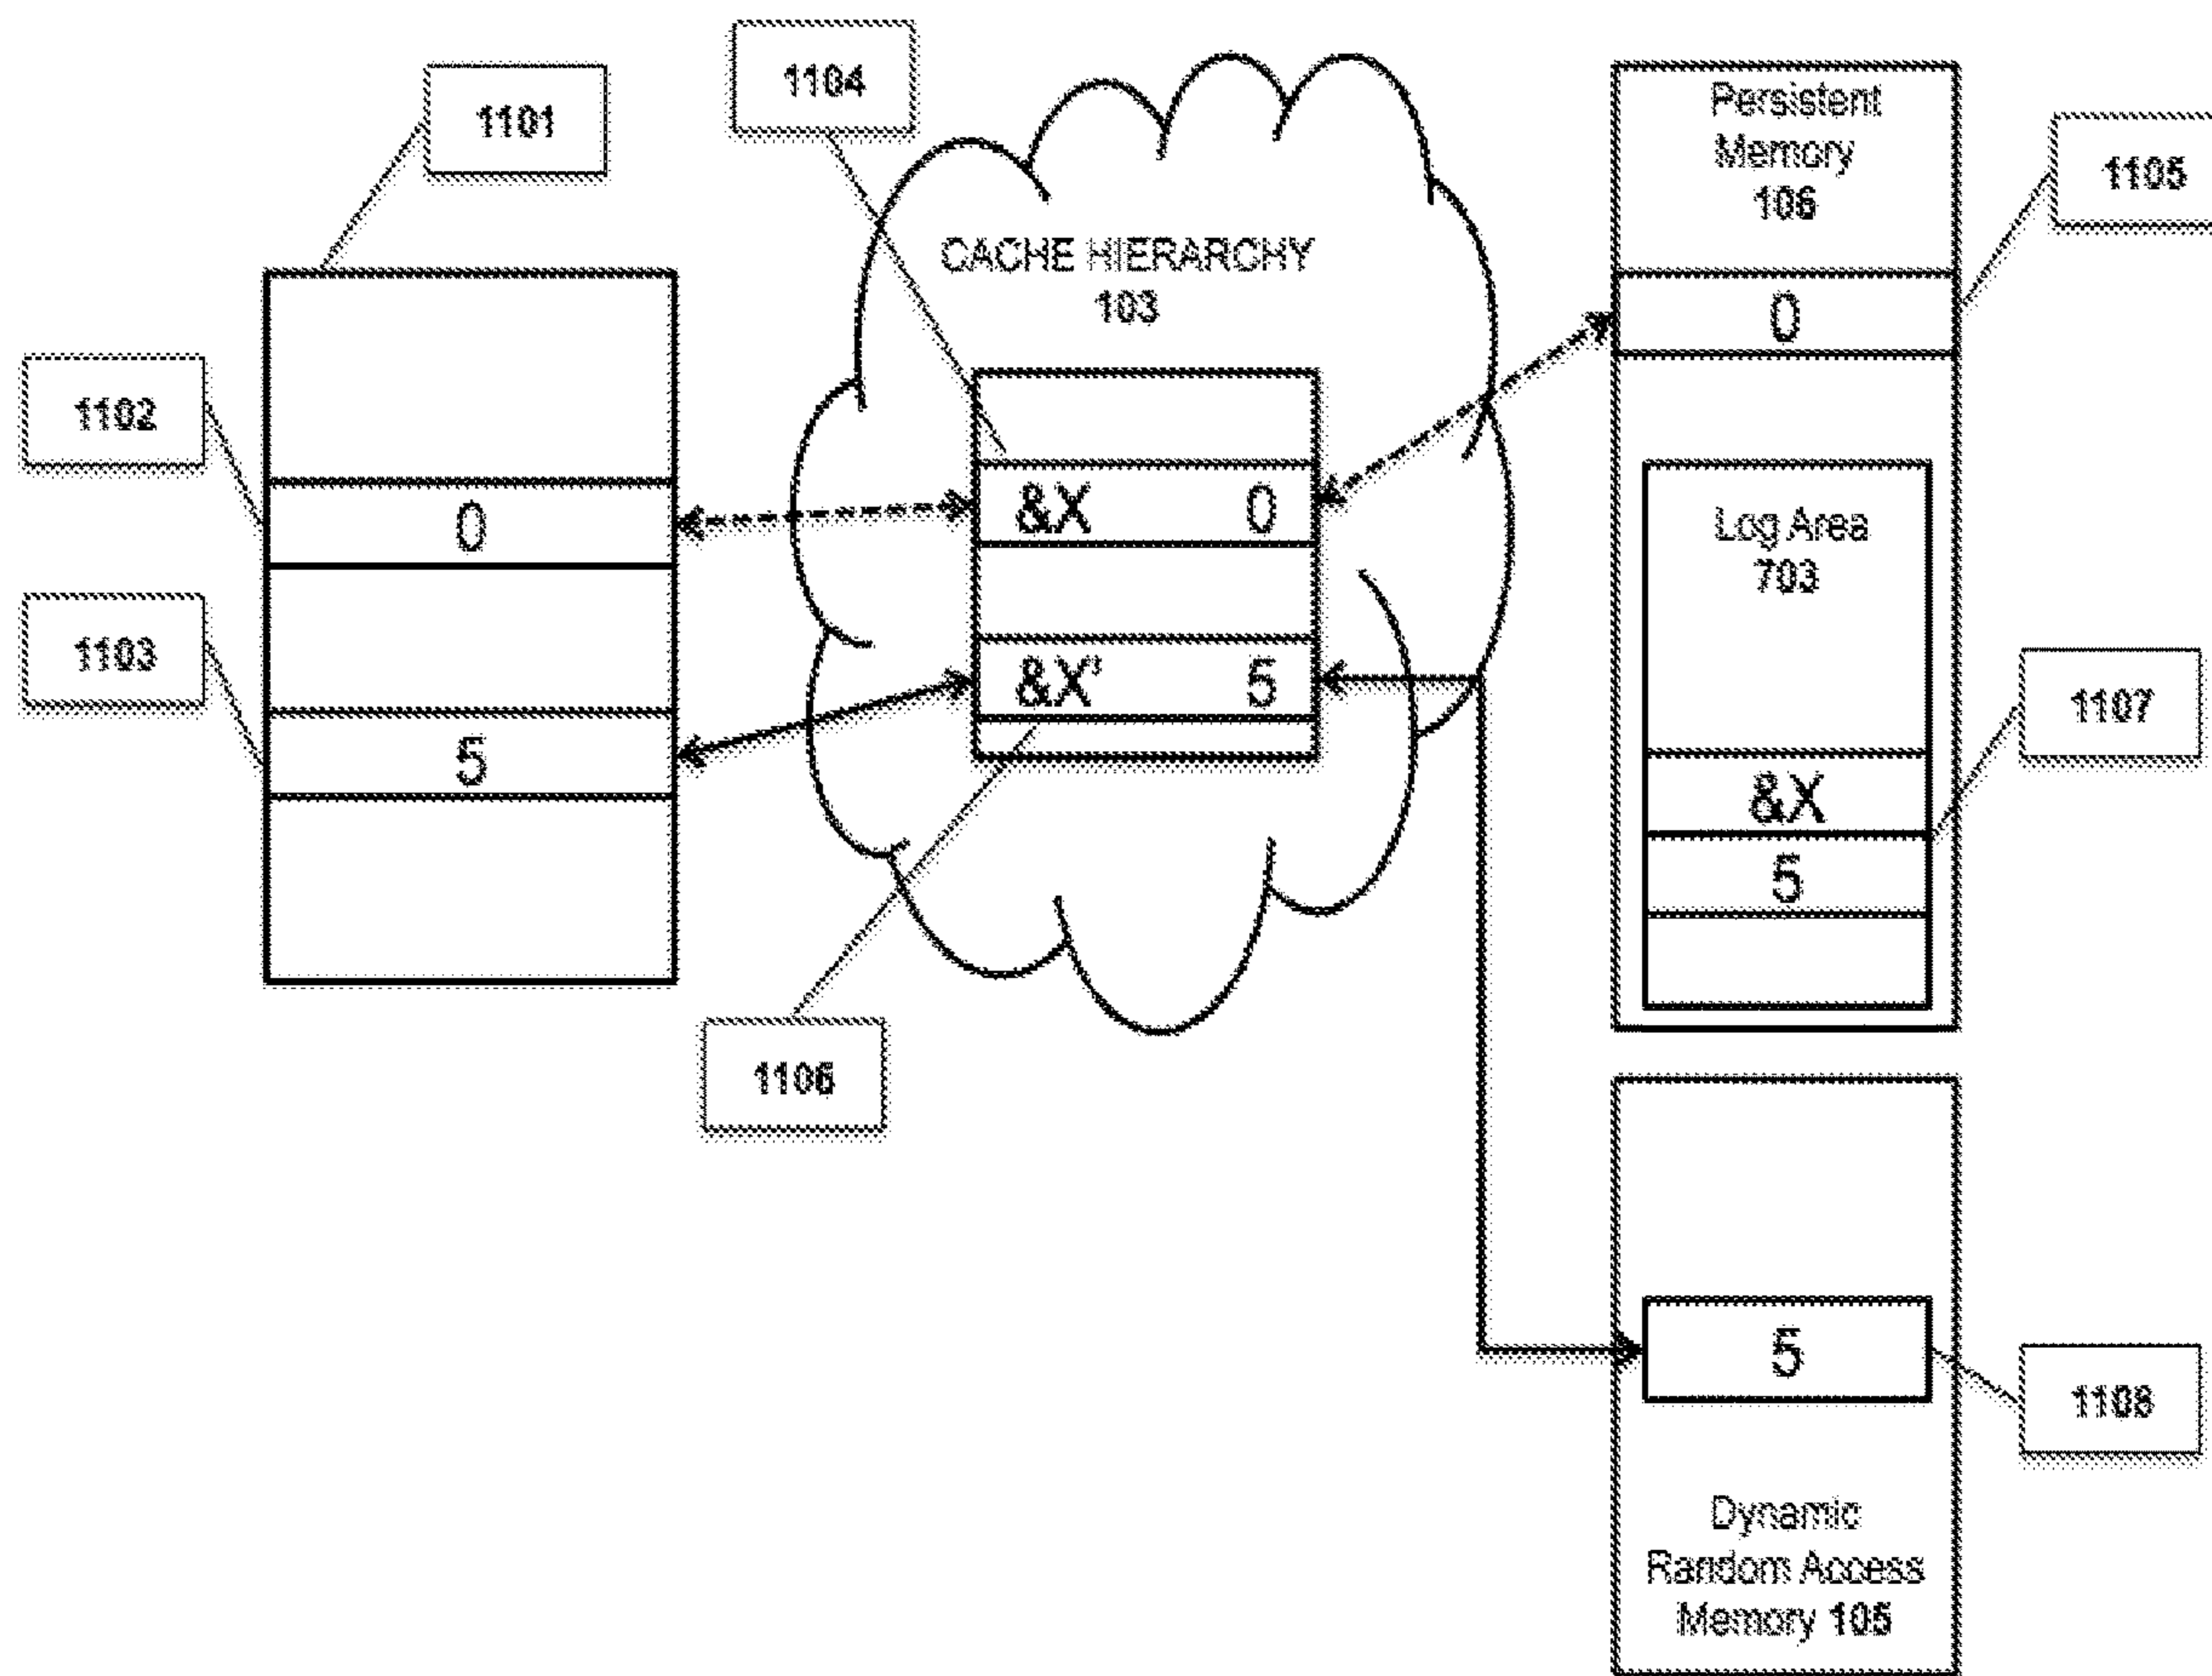 1101
1102
0
1103
5
1104
CACHE HIERARCHY
103
&X 0
&X' 5
1106
Persistent
Memory
106
1105
0
Log Area
703
&X
1107
5
5
1108
Dynamic
Random Access
Memory 105